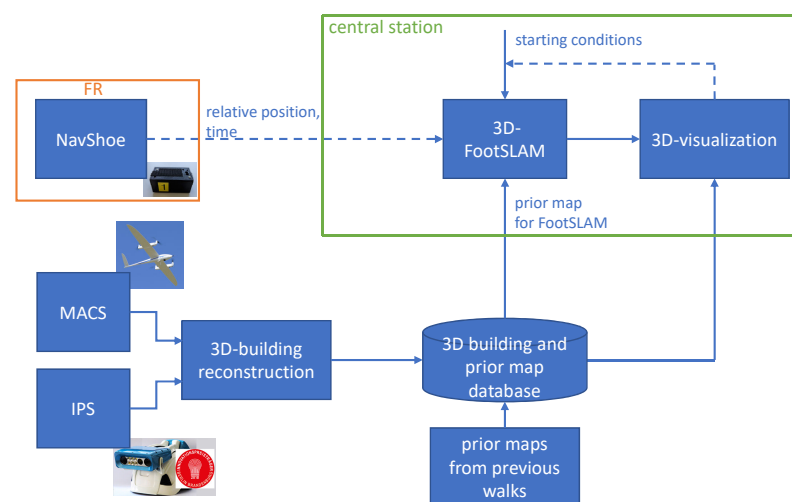 central station
starting conditions
FR
NavShoe
relative position,
time
3D-
FootSLAM
3D-visualization
1
prior map
for FootSLAM
MACS
3D-building
reconstruction
3D building and
prior map
database
IPS
prior maps
from previous
walks